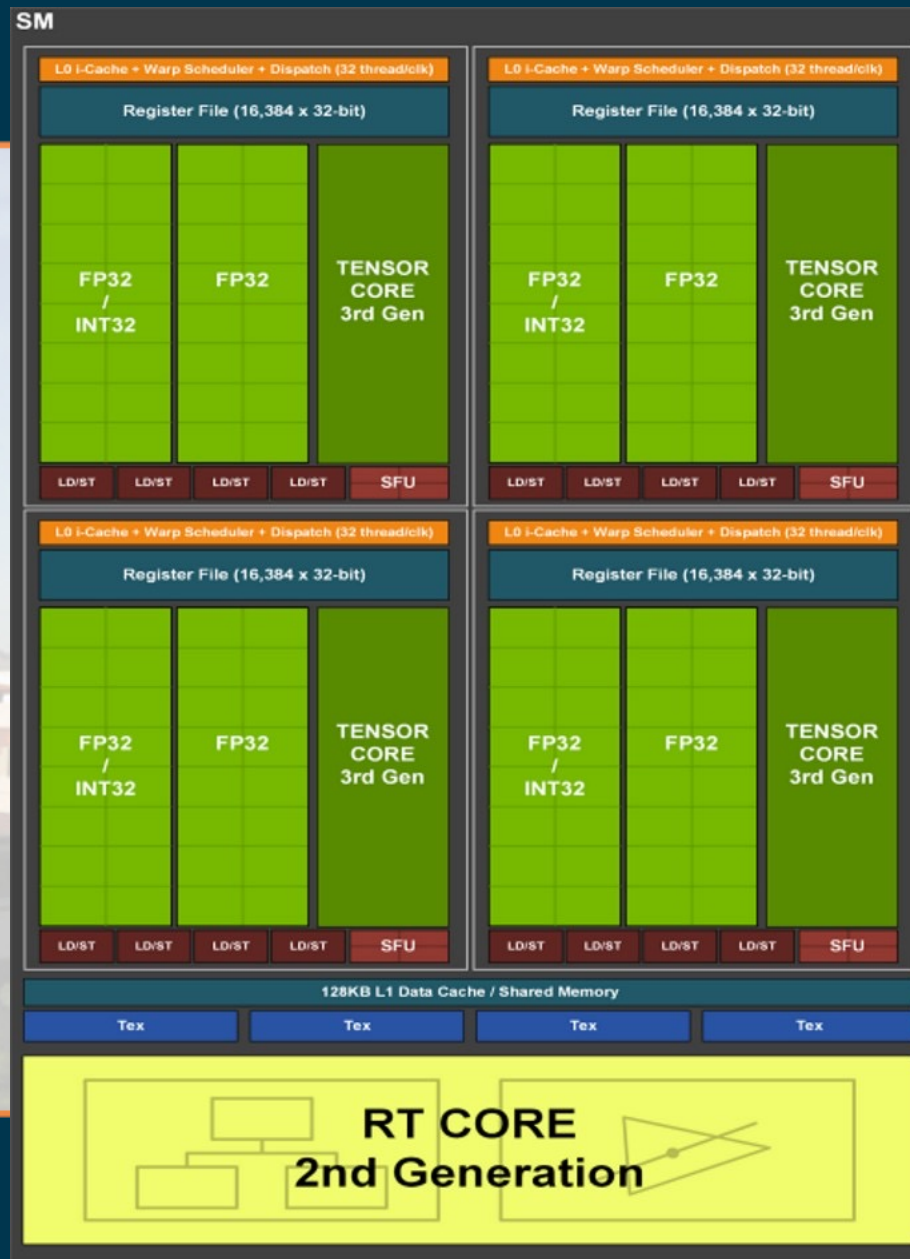 SM
L0 i-Cache + Warp Scheduler + Dispatch (32 thread/clk)
Register File (16,384 x 32-bit)
FP32
/
INT32
FP32
TENSOR
CORE
3rd Gen
LD/ST LD/ST LD/ST LD/ST SFU
L0 i-Cache + Warp Scheduler + Dispatch (32 thread/clk)
Register File (16,384 x 32-bit)
FP32
/
INT32
FP32
TENSOR
CORE
3rd Gen
LD/ST LD/ST LD/ST LD/ST SFU
L0 i-Cache + Warp Scheduler + Dispatch (32 thread/clk)
Register File (16,384 x 32-bit)
FP32
/
INT32
FP32
TENSOR
CORE
3rd Gen
LD/ST LD/ST LD/ST LD/ST SFU
L0 i-Cache + Warp Scheduler + Dispatch (32 thread/clk)
Register File (16,384 x 32-bit)
FP32
/
INT32
FP32
TENSOR
CORE
3rd Gen
LD/ST LD/ST LD/ST LD/ST SFU
128KB L1 Data Cache / Shared Memory
Tex Tex Tex Tex
RT CORE
2nd Generation